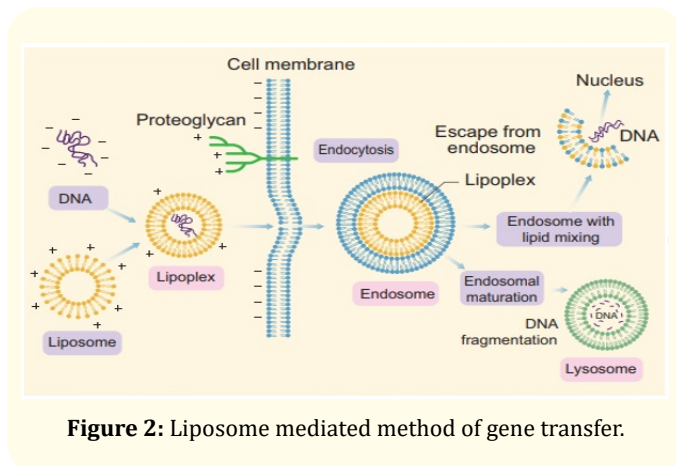 Cell membrane
Nucleus
Proteoglycan
DNA
Escape from
endosome
Endocytosis
Lipoplex
DNA
Endosome with
lipid mixing
Lipoplex
Endosomal
maturation
Endosome
DNA
DNA
fragmentation
Liposome
Lysosome
Figure 2: Liposome mediated method of gene transfer.